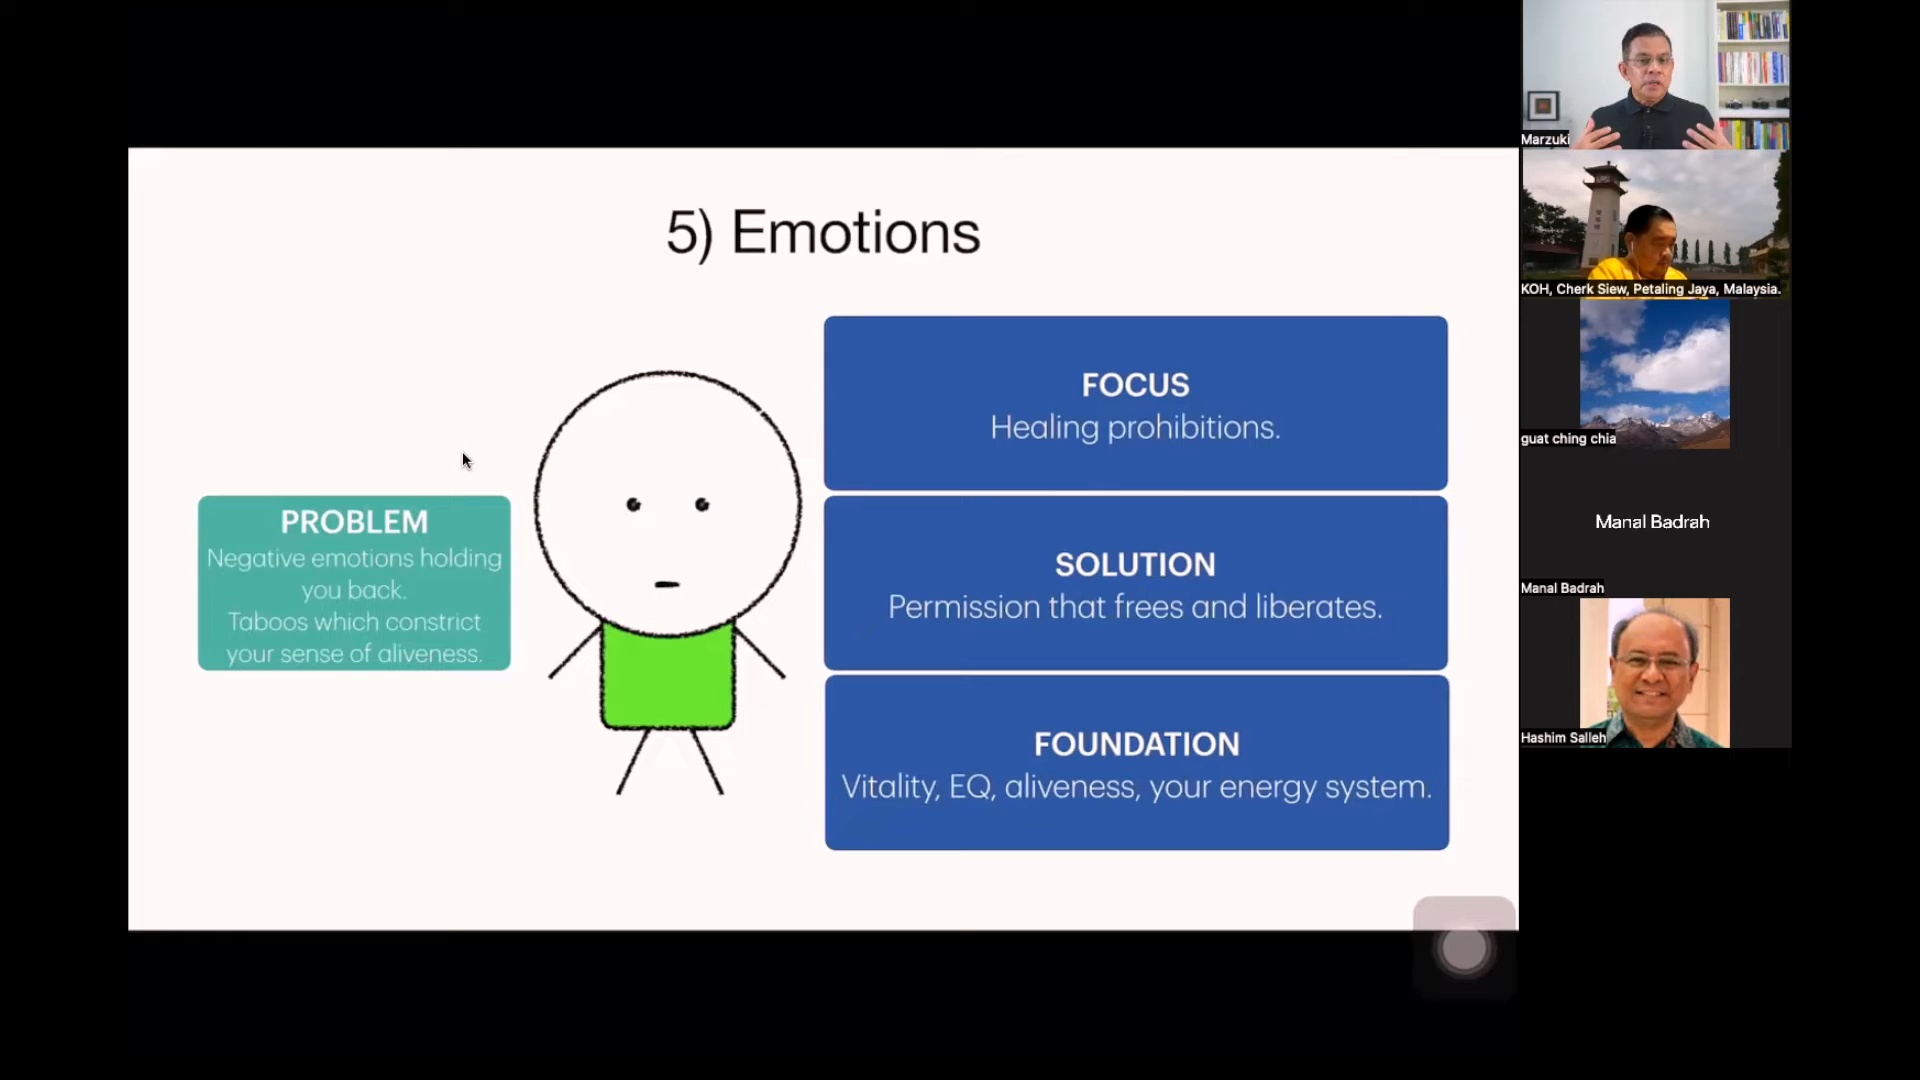 5) Emotions
PROBLEM
Negative emotions holding
you back.
Taboos which constrict
your sense of aliveness.
FOCUS
Healing prohibitions.
SOLUTION
Permission that frees and liberates.
FOUNDATION
Vitality, EQ, aliveness, your energy system.
Marzuki
KOH, Cherk Siew, Petaling Jaya, Malaysia.
guat ching chia
Manal Badrah
Manal Badrah
Hashim Salleh